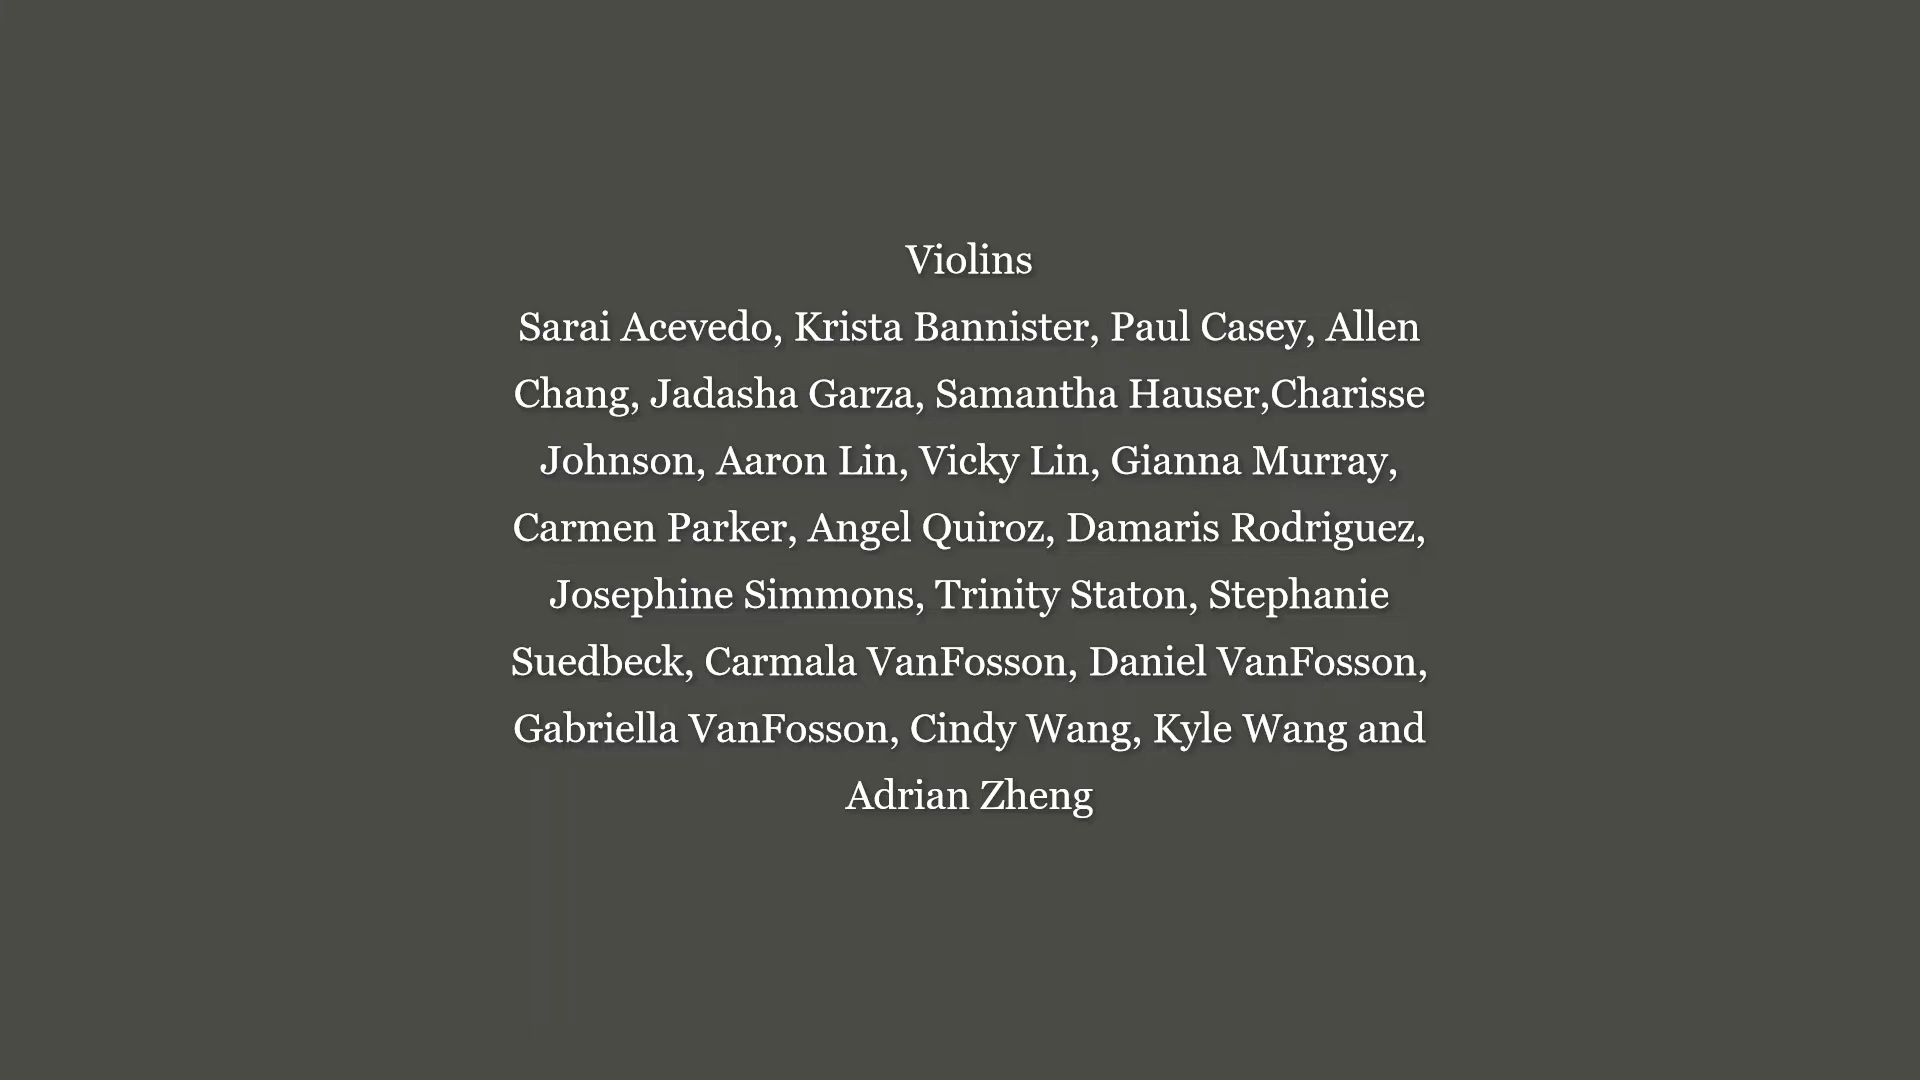 Violins
Sarai Acevedo, Krista Bannister, Paul Casey, Allen
Chang, Jadasha Garza, Samantha Hauser,Charisse
Johnson, Aaron Lin, Vicky Lin, Gianna Murray,
Carmen Parker, Angel Quiroz, Damaris Rodriguez,
Josephine Simmons, Trinity Staton, Stephanie
Suedbeck, Carmala VanFosson, Daniel VanFosson,
Gabriella VanFosson, Cindy Wang, Kyle Wang and
Adrian Zheng